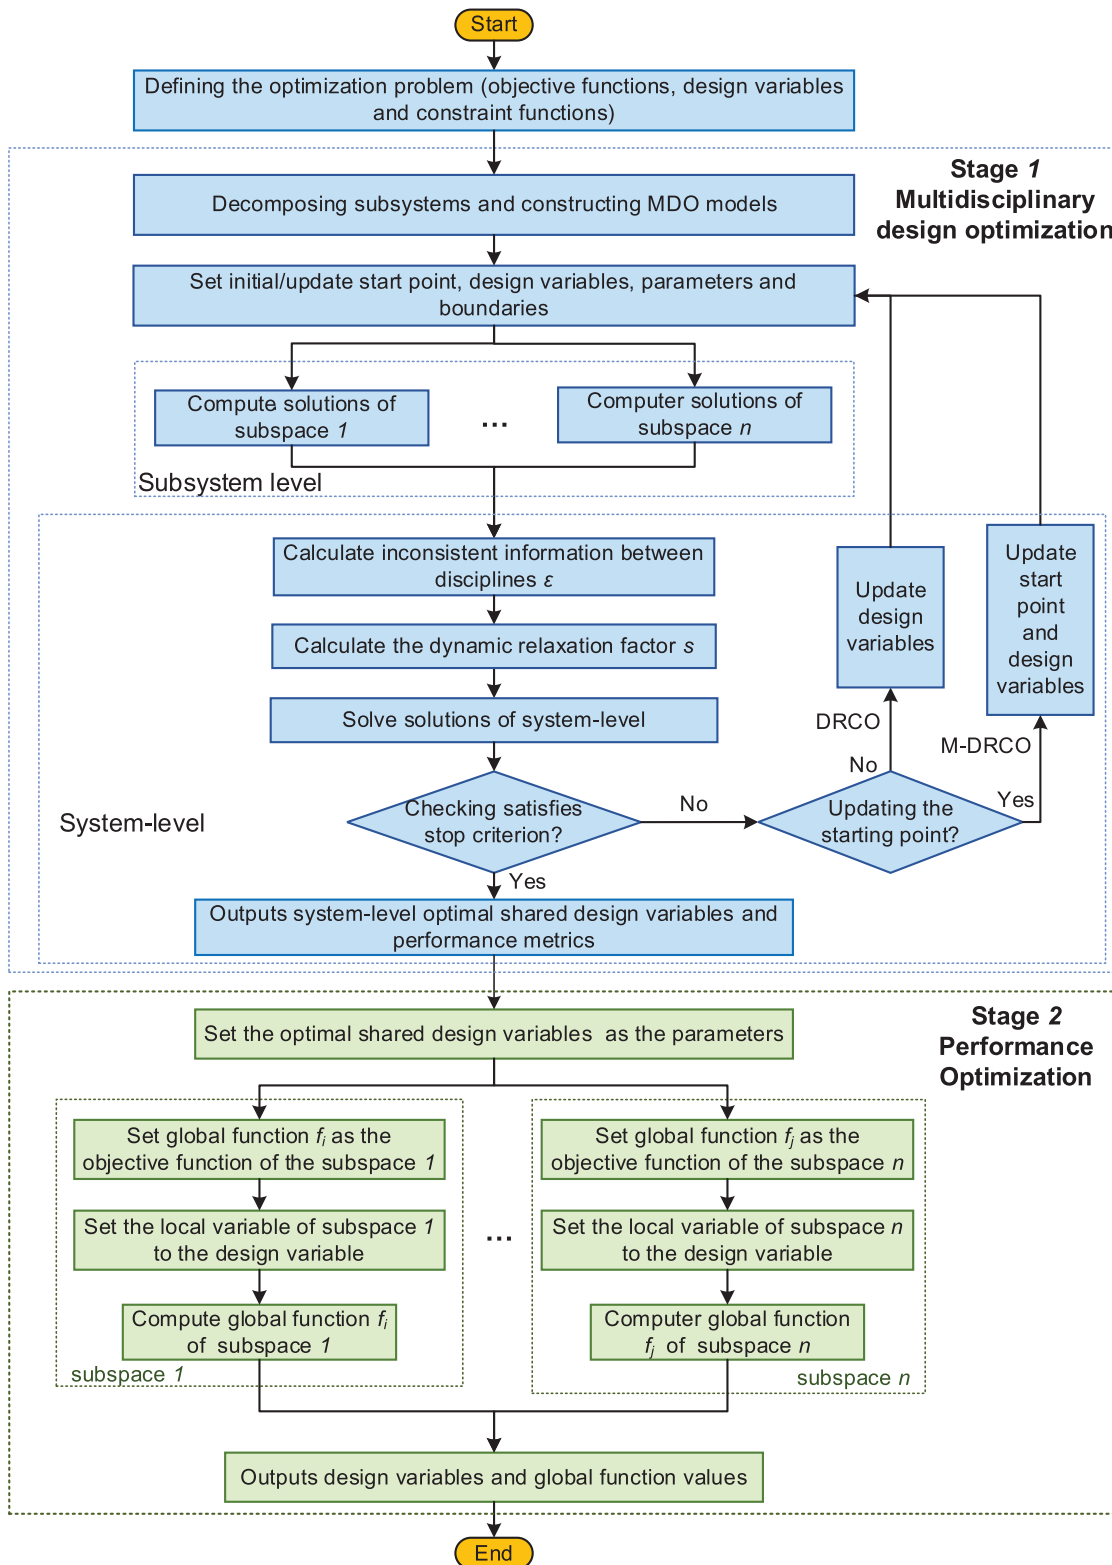 Start
Defining the optimization problem (objective functions, design variables
and constraint functions)
Stage 1
Multidisciplinary
design optimization
Decomposing subsystems and constructing MDO models
Set initial/update start point, design variables, parameters and
boundaries
Compute solutions of
subspace 1
...
Computer solutions of
subspace n
Subsystem level
Calculate inconsistent information between
disciplines ε
Calculate the dynamic relaxation factor s
Solve solutions of system-level
Update
design
variables
Update
start
point
and
design
variables
DRCO
M-DRCO
No
Yes
Checking satisfies
stop criterion?
No
Updating the
starting point?
System-level
Yes
Outputs system-level optimal shared design variables and
performance metrics
Stage 2
Performance
Optimization
Set the optimal shared design variables as the parameters
Set global function fi as the
objective function of the subspace 1
Set the local variable of subspace 1
to the design variable
Compute global function fi
of subspace 1
subspace 1
...
Set global function fj as the
objective function of the subspace n
Set the local variable of subspace n
to the design variable
Computer global function
fj of subspace n
subspace n
Outputs design variables and global function values
End